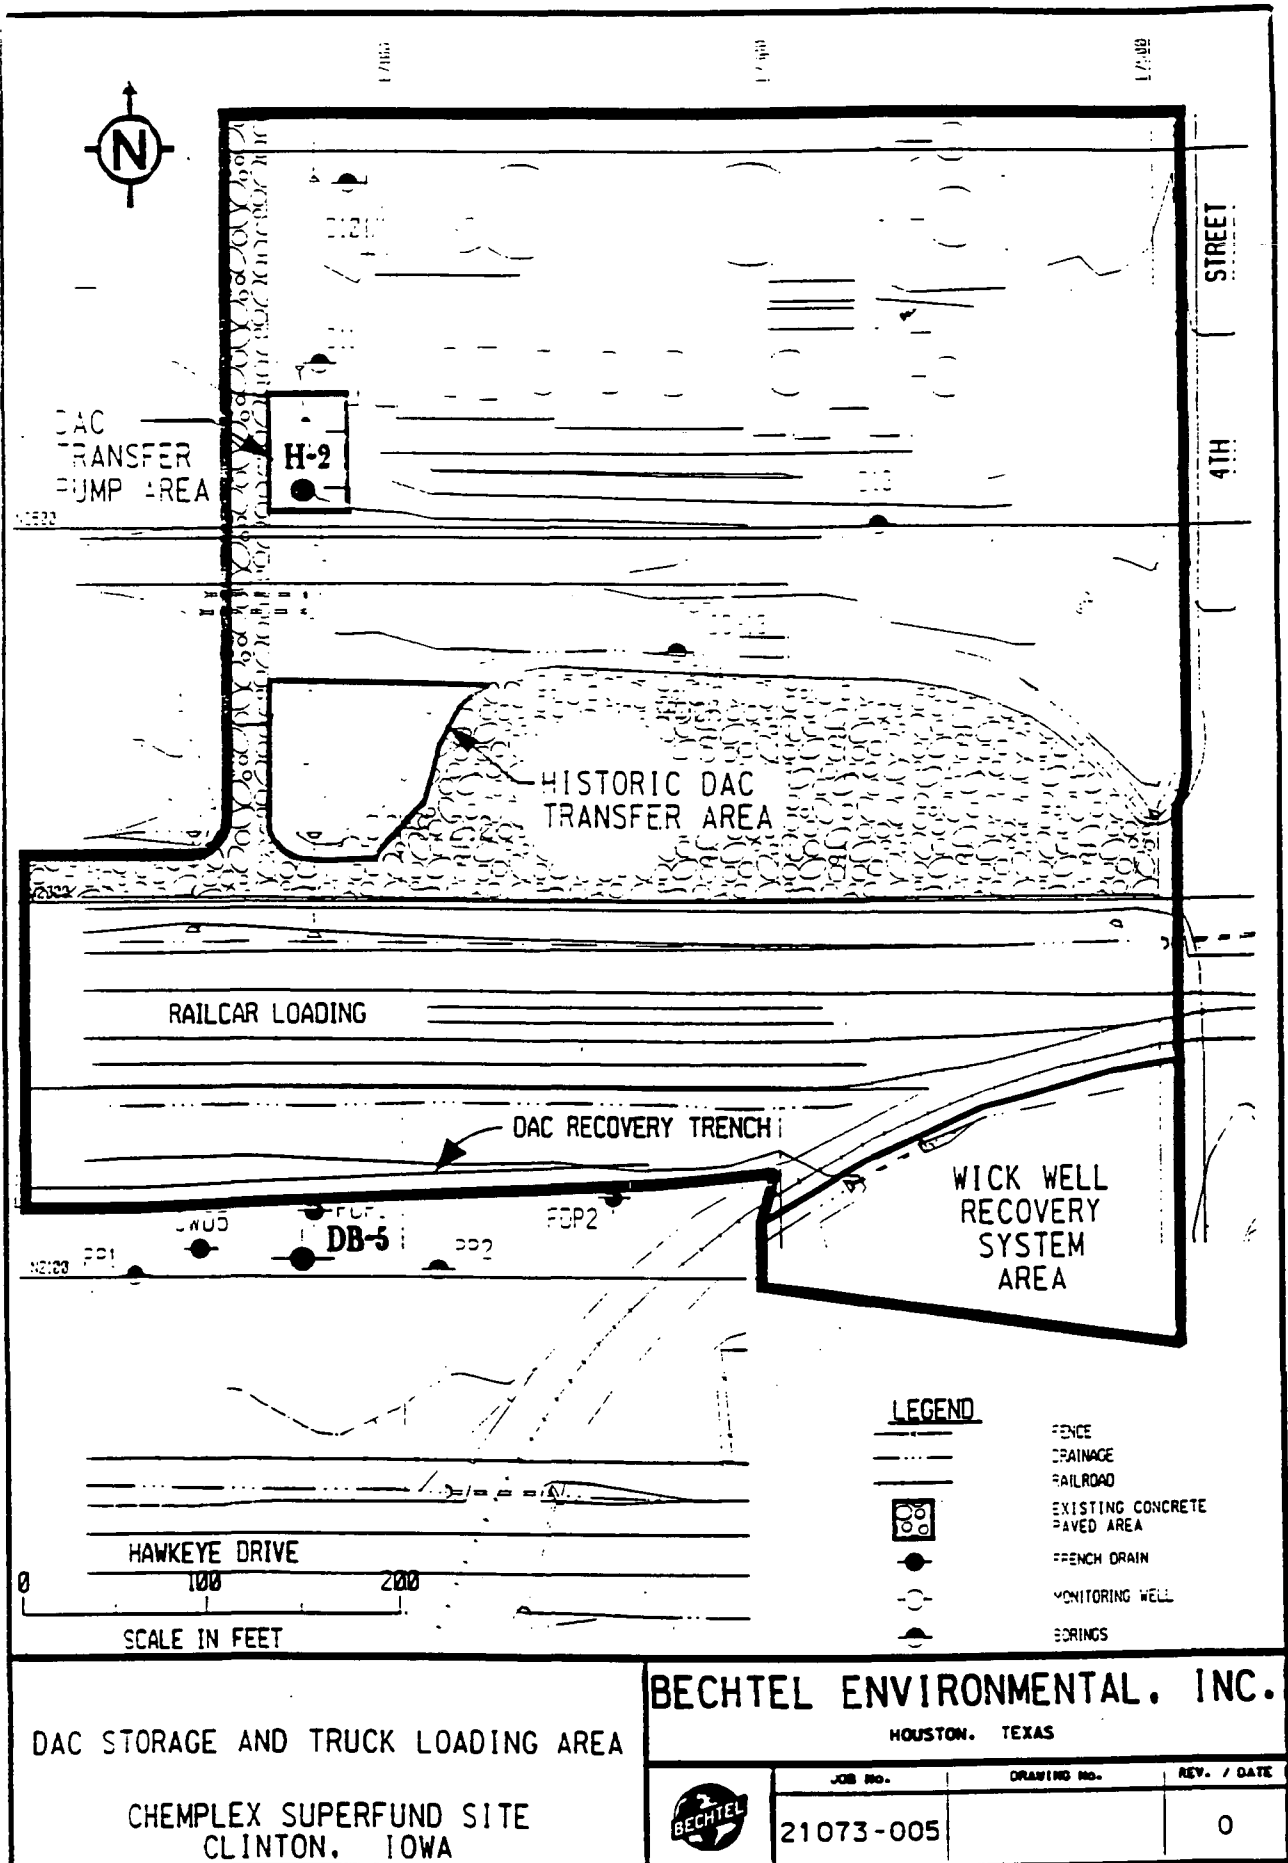 N
STREET
4TH
DAC
TRANSFER
PUMP AREA
H-2
HISTORIC DAC
TRANSFER AREA
RAILCAR LOADING
DAC RECOVERY TRENCH
WICK WELL
RECOVERY
SYSTEM
AREA
FDP2
DB-5
PP1
PP2
N2100
LEGEND
FENCE
DRAINAGE
RAILROAD
EXISTING CONCRETE
PAVED AREA
FRENCH DRAIN
MONITORING WELL
BORINGS
HAWKEYE DRIVE
0 100 200
SCALE IN FEET
DAC STORAGE AND TRUCK LOADING AREA
CHEMPLEX SUPERFUND SITE
CLINTON, IOWA
BECHTEL ENVIRONMENTAL, INC.
HOUSTON, TEXAS
BECHTEL
JOB No.
DRAWING No.
REV. / DATE
21073-005
0